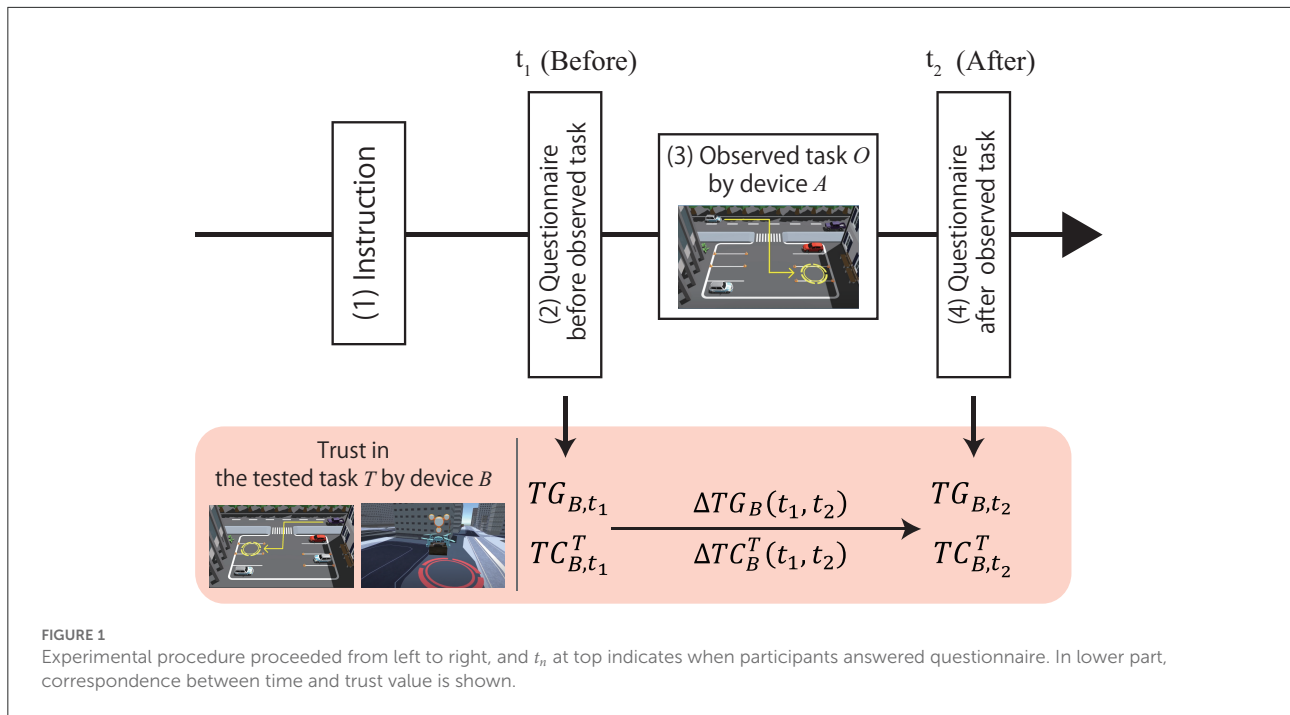 t₁ (Before)
t₂ (After)
(1) Instruction
(2) Questionnaire
before observed task
(3) Observed task O
by device A
(4) Questionnaire
after observed task
Trust in
the tested task T by device B
TG_{B,t₁}
ΔTG_B(t₁, t₂)
TG_{B,t₂}
TC^T_{B,t₁}
ΔTC^T_B(t₁, t₂)
TC^T_{B,t₂}
FIGURE 1
Experimental procedure proceeded from left to right, and tₙ at top indicates when participants answered questionnaire. In lower part,
correspondence between time and trust value is shown.